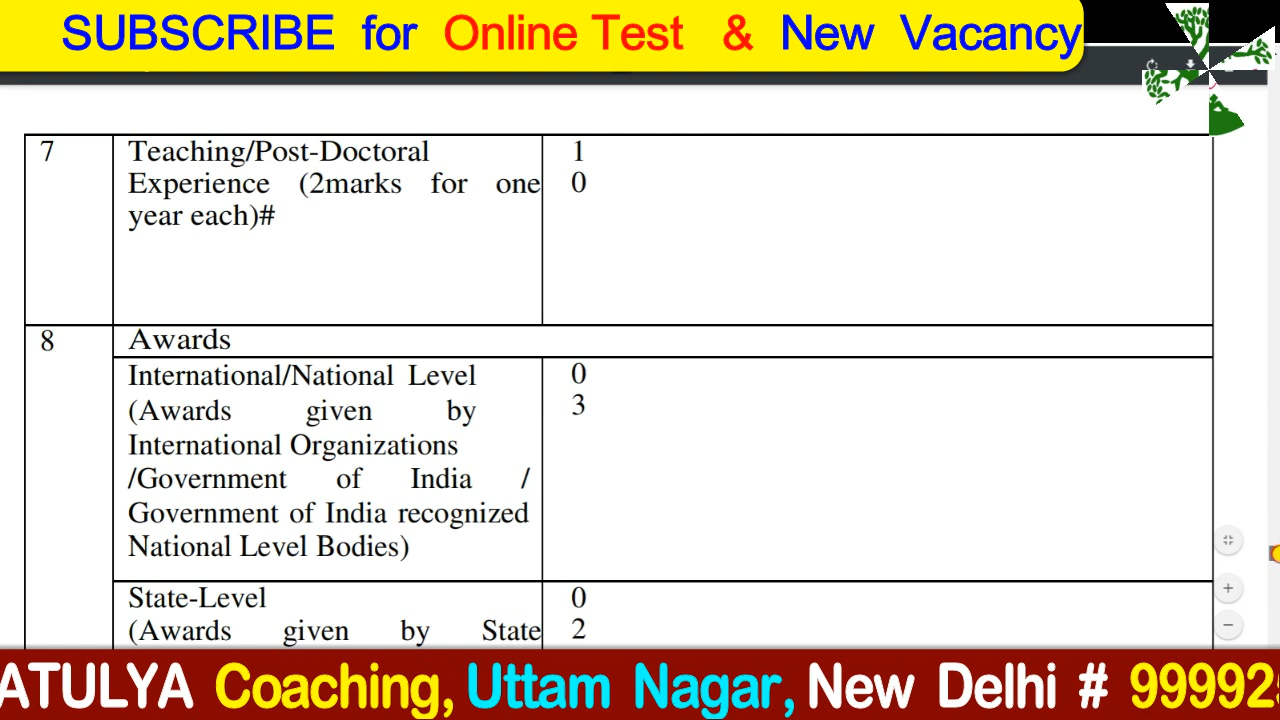 SUBSCRIBE for Online Test & New Vacancy
7 Teaching/Post-Doctoral 1
Experience (2marks for one 0
year each)#
8 Awards
International/National Level 0
(Awards given by 3
International Organizations
/Government of India /
Government of India recognized
National Level Bodies)
State-Level 0
(Awards given by State 2
ATULYA Coaching, Uttam Nagar, New Delhi # 99992